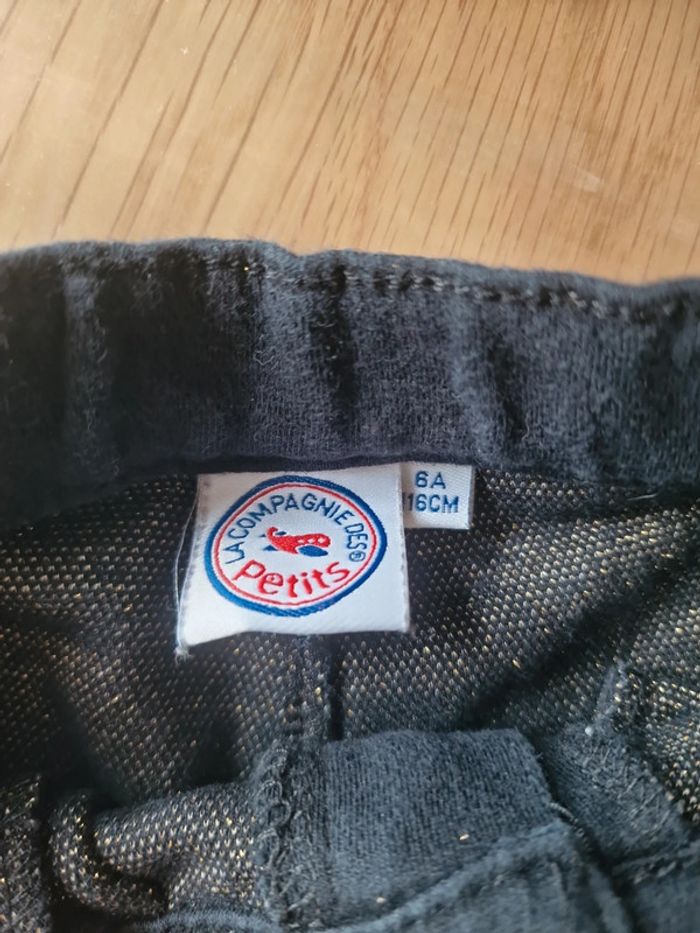 LA COMPAGNIE DES®
Petits
6A
116CM